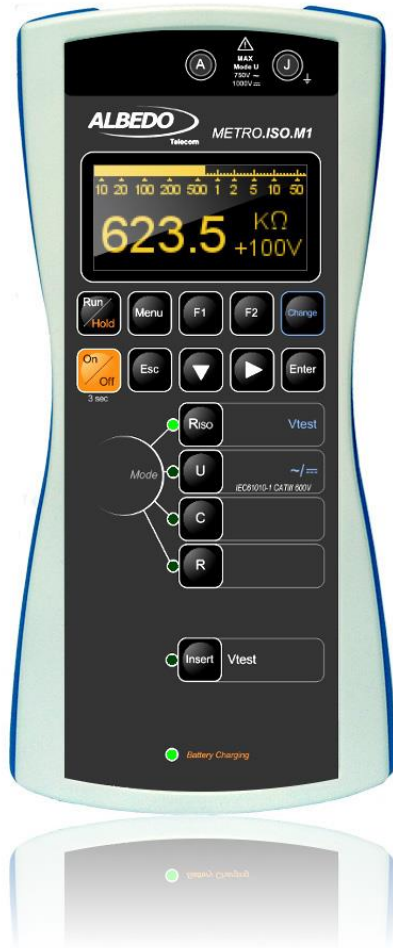 A
MAX
Mode U
750V ~
1000V ⎓
J
ALBEDO
Telecom
METRO.ISO.M1
10 20 100 200 500 1 2 5 10 50
623.5 KΩ
+100V
Run/Hold
Menu
F1
F2
Change
On/Off
Esc
Enter
3 sec
Mode
RISO
Vtest
U
~/⎓
IEC61010-1 CATIII 600V
C
R
Insert
Vtest
Battery Charging
Battery Charging